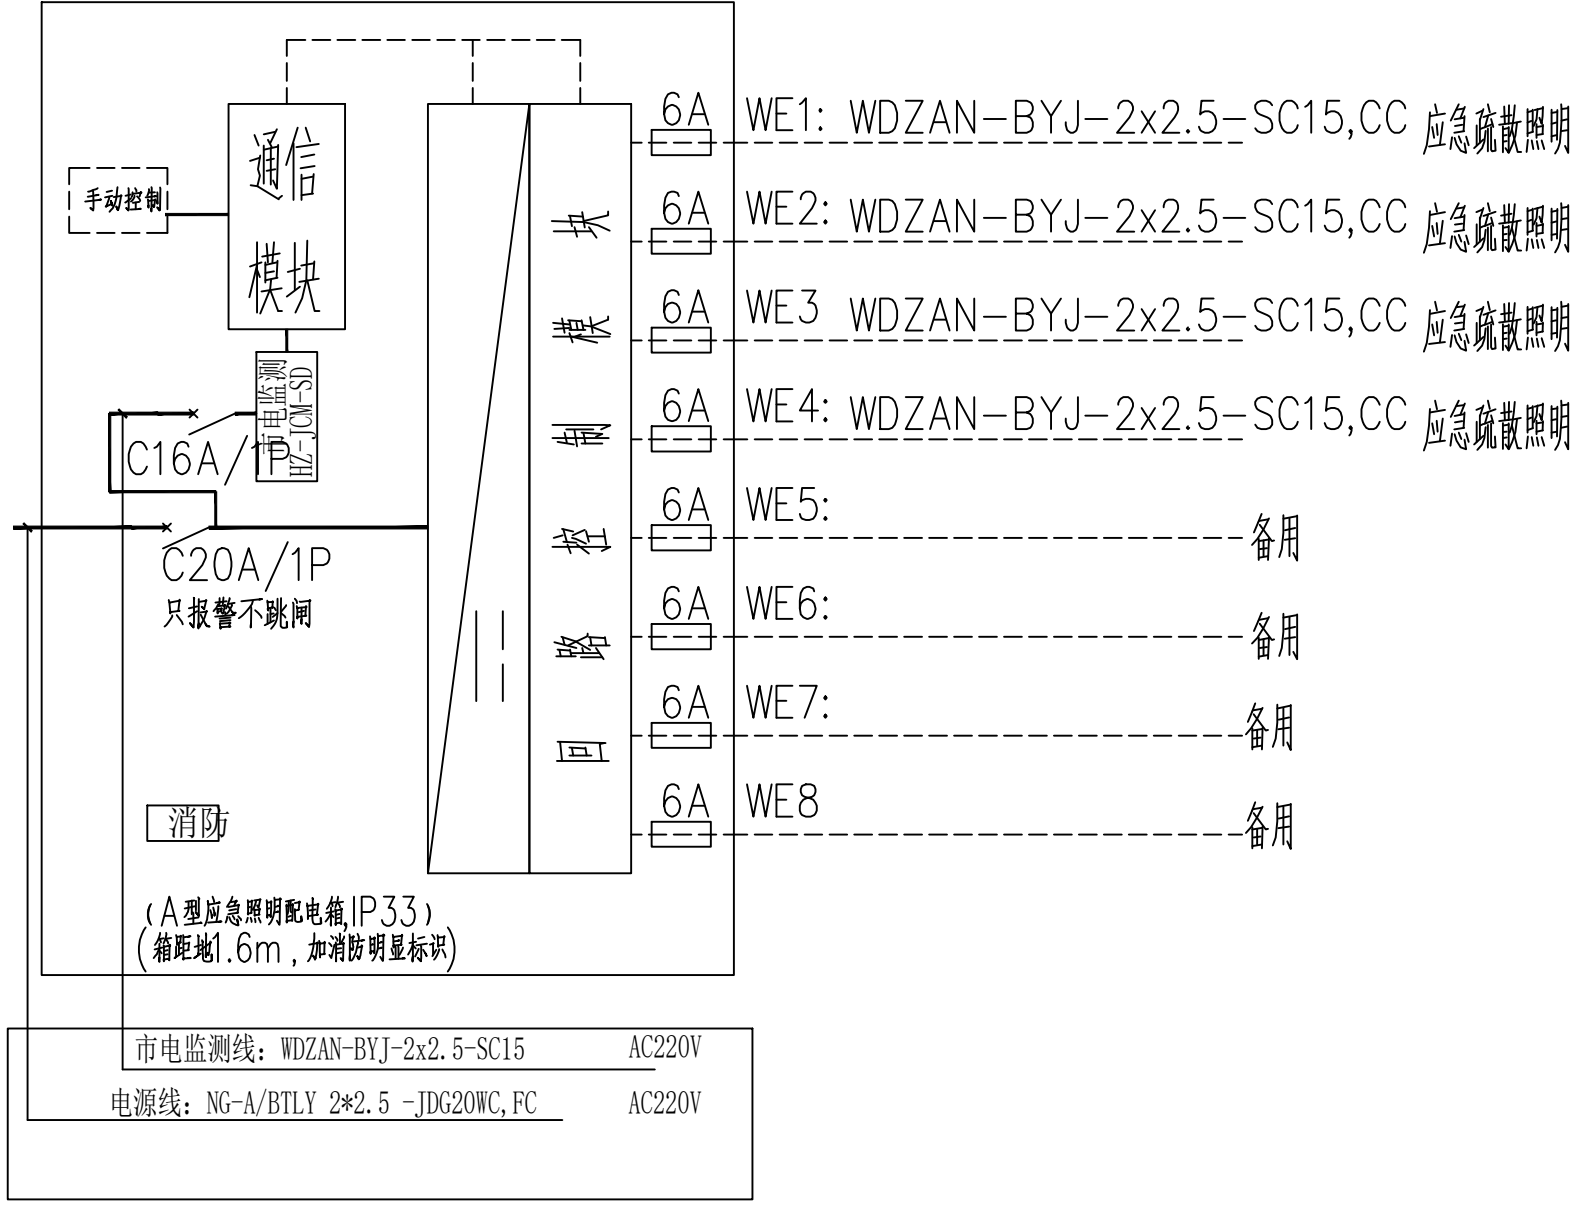 通信
模块
手动控制
市电监测
HZ-JCM-SD
C16A/1P
C20A/1P
只报警不跳闸
回路控制模块
6A WE1: WDZAN-BYJ-2x2.5-SC15,CC 应急疏散照明
6A WE2: WDZAN-BYJ-2x2.5-SC15,CC 应急疏散照明
6A WE3 WDZAN-BYJ-2x2.5-SC15,CC 应急疏散照明
6A WE4: WDZAN-BYJ-2x2.5-SC15,CC 应急疏散照明
6A WE5: 备用
6A WE6: 备用
6A WE7: 备用
6A WE8 备用
消防
(A型应急照明配电箱,IP33)
(箱距地1.6m,加消防明显标识)
市电监测线: WDZAN-BYJ-2x2.5-SC15 AC220V
电源线: NG-A/BTLY 2*2.5 -JDG20WC,FC AC220V